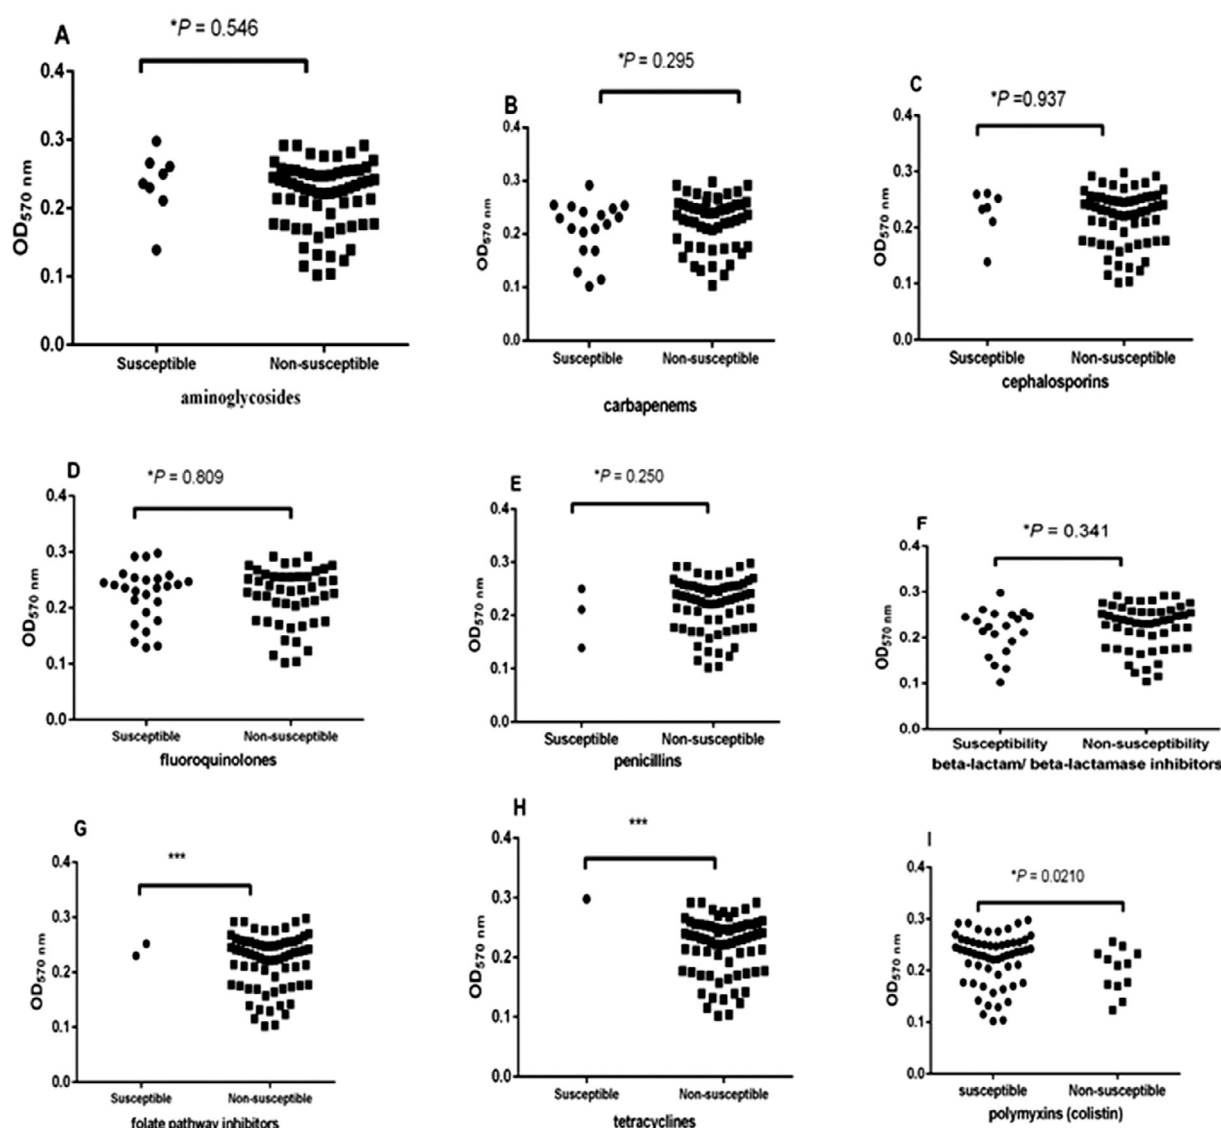 A
*P = 0.546
0.4
0.3
0.2
0.1
0.0
OD570 nm
Susceptible
Non-susceptible
aminoglycosides
B
*P = 0.295
0.4
0.3
0.2
0.1
0.0
OD570 nm
Susceptible
Non-susceptible
carbapenems
C
*P =0.937
0.4
0.3
0.2
0.1
0.0
OD570 nm
Susceptible
Non-susceptible
cephalosporins
D
*P = 0.809
0.4
0.3
0.2
0.1
0.0
OD570 nm
Susceptible
Non-susceptible
fluoroquinolones
E
*P = 0.250
0.4
0.3
0.2
0.1
0.0
OD570 nm
Susceptible
Non-susceptible
penicillins
F
*P = 0.341
0.4
0.3
0.2
0.1
0.0
OD570 nm
Susceptibility
Non-susceptibility
beta-lactam/ beta-lactamase inhibitors
G
***
0.4
0.3
0.2
0.1
0.0
OD570 nm
Susceptible
Non-susceptible
folate pathway inhibitors
H
***
0.4
0.3
0.2
0.1
0.0
OD570 nm
Susceptible
Non-susceptible
tetracyclines
I
*P = 0.0210
0.4
0.3
0.2
0.1
0.0
OD570 nm
susceptible
Non-susceptible
polymyxins (colistin)